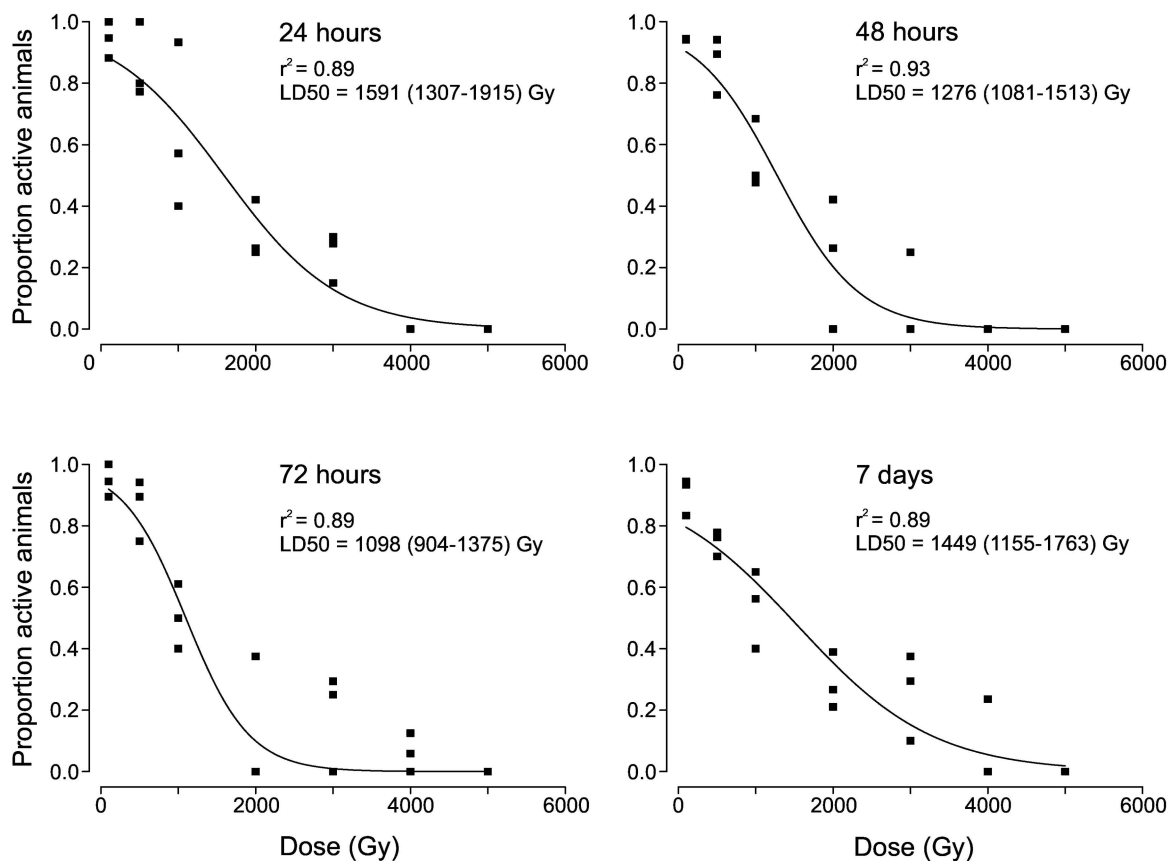 Proportion active animals
1.0
0.8
0.6
0.4
0.2
0.0
24 hours
r² = 0.89
LD50 = 1591 (1307-1915) Gy
0
2000
4000
6000
1.0
0.8
0.6
0.4
0.2
0.0
48 hours
r² = 0.93
LD50 = 1276 (1081-1513) Gy
0
2000
4000
6000
Proportion active animals
1.0
0.8
0.6
0.4
0.2
0.0
72 hours
r² = 0.89
LD50 = 1098 (904-1375) Gy
0
2000
4000
6000
Dose (Gy)
1.0
0.8
0.6
0.4
0.2
0.0
7 days
r² = 0.89
LD50 = 1449 (1155-1763) Gy
0
2000
4000
6000
Dose (Gy)